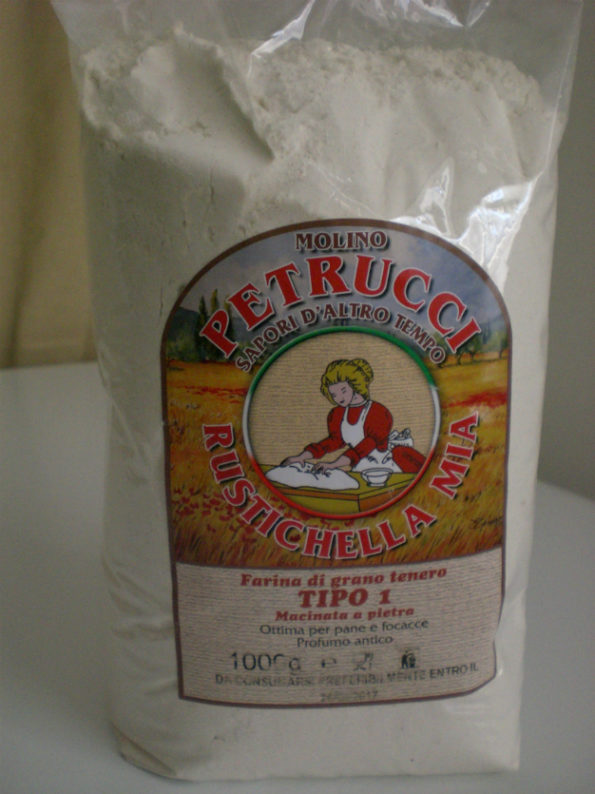 MOLINO
PETRUCCI
SAPORI D'ALTRO TEMPO
RUSTICHELLA MIA
Farina di grano tenero
TIPO 1
Macinata a pietra
Ottima per pane e focacce
Profumo antico
1000g e
DA CONSUMARSI PREFERIBILMENTE ENTRO IL
2017